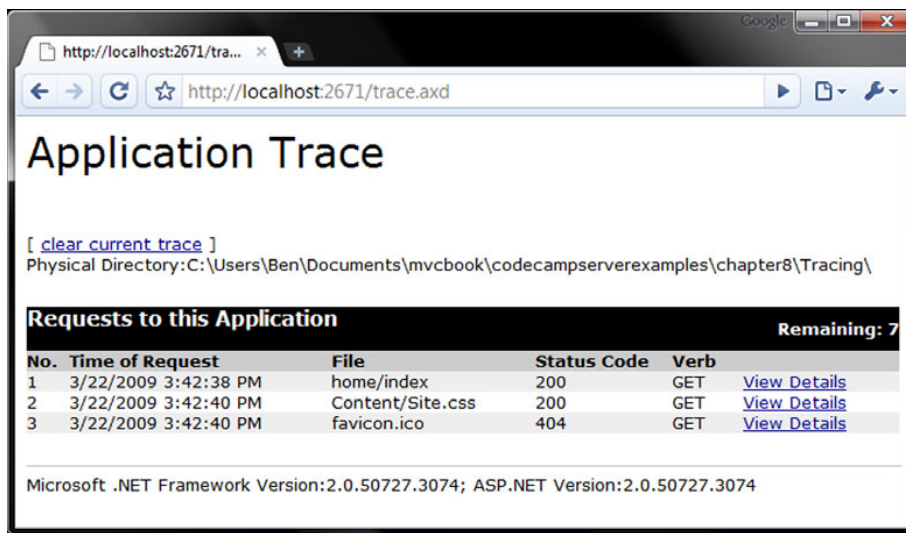 Google
http://localhost:2671/tra...
http://localhost:2671/trace.axd
Application Trace
[ clear current trace ]
Physical Directory:C:\Users\Ben\Documents\mvcbook\codecampserverexamples\chapter8\Tracing\
Requests to this Application
Remaining: 7
No. Time of Request File Status Code Verb
1 3/22/2009 3:42:38 PM home/index 200 GET View Details
2 3/22/2009 3:42:40 PM Content/Site.css 200 GET View Details
3 3/22/2009 3:42:40 PM favicon.ico 404 GET View Details
Microsoft .NET Framework Version:2.0.50727.3074; ASP.NET Version:2.0.50727.3074